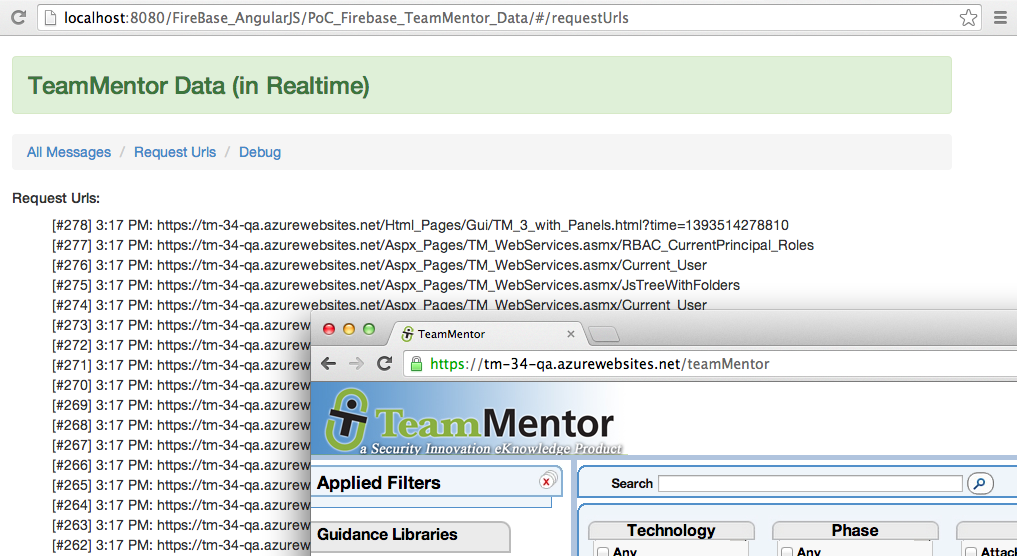 localhost:8080/FireBase_AngularJS/PoC_Firebase_TeamMentor_Data/#/requestUrls
TeamMentor Data (in Realtime)
All Messages / Request Urls / Debug
Request Urls:
[#278] 3:17 PM: https://tm-34-qa.azurewebsites.net/Html_Pages/Gui/TM_3_with_Panels.html?time=1393514278810
[#277] 3:17 PM: https://tm-34-qa.azurewebsites.net/Aspx_Pages/TM_WebServices.asmx/RBAC_CurrentPrincipal_Roles
[#276] 3:17 PM: https://tm-34-qa.azurewebsites.net/Aspx_Pages/TM_WebServices.asmx/Current_User
[#275] 3:17 PM: https://tm-34-qa.azurewebsites.net/Aspx_Pages/TM_WebServices.asmx/JsTreeWithFolders
[#274] 3:17 PM: https://tm-34-qa.azurewebsites.net/Aspx_Pages/TM_WebServices.asmx/Current_User
[#273] 3:17 PM: https://tm-34-qa.azurew
[#272] 3:17 PM: https://tm-34-qa.azurew
[#271] 3:17 PM: https://tm-34-qa.azurew
[#270] 3:17 PM: https://tm-34-qa.azurew
[#269] 3:17 PM: https://tm-34-qa.azurew
[#268] 3:17 PM: https://tm-34-qa.azurew
[#267] 3:17 PM: https://tm-34-qa.azurew
[#266] 3:17 PM: https://tm-34-qa.azurew
[#265] 3:17 PM: https://tm-34-qa.azurew
[#264] 3:17 PM: https://tm-34-qa.azurew
[#263] 3:17 PM: https://tm-34-qa.azurew
[#262] 3:17 PM: https://tm-34-qa.azurew
TeamMentor
https://tm-34-qa.azurewebsites.net/teamMentor
TeamMentor
a Security Innovation eKnowledge Product
Applied Filters
Search
Guidance Libraries
Technology
Phase
Any
Any
Attack